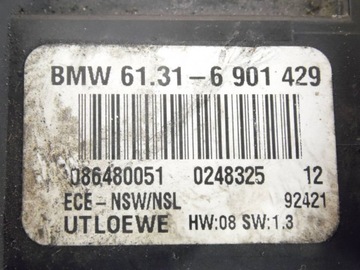 BMW 61.31-6 901 429
086480051 0248325 12
ECE-NSW/NSL 92421
UTLOEWE HW:08 SW:1.3